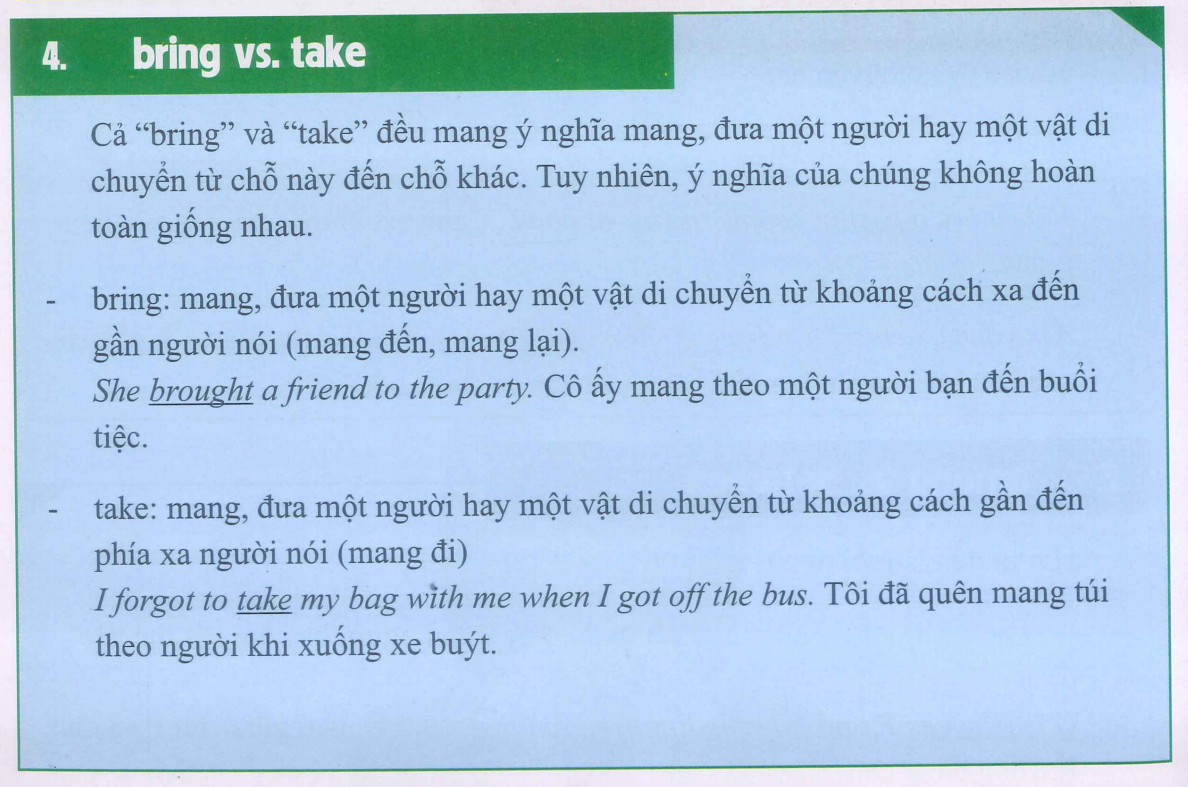 4. bring vs. take
Cả “bring” và “take” đều mang ý nghĩa mang, đưa một người hay một vật di
chuyển từ chỗ này đến chỗ khác. Tuy nhiên, ý nghĩa của chúng không hoàn
toàn giống nhau.
- bring: mang, đưa một người hay một vật di chuyển từ khoảng cách xa đến
gần người nói (mang đến, mang lại).
She brought a friend to the party. Cô ấy mang theo một người bạn đến buổi
tiệc.
- take: mang, đưa một người hay một vật di chuyển từ khoảng cách gần đến
phía xa người nói (mang đi)
I forgot to take my bag with me when I got off the bus. Tôi đã quên mang túi
theo người khi xuống xe buýt.